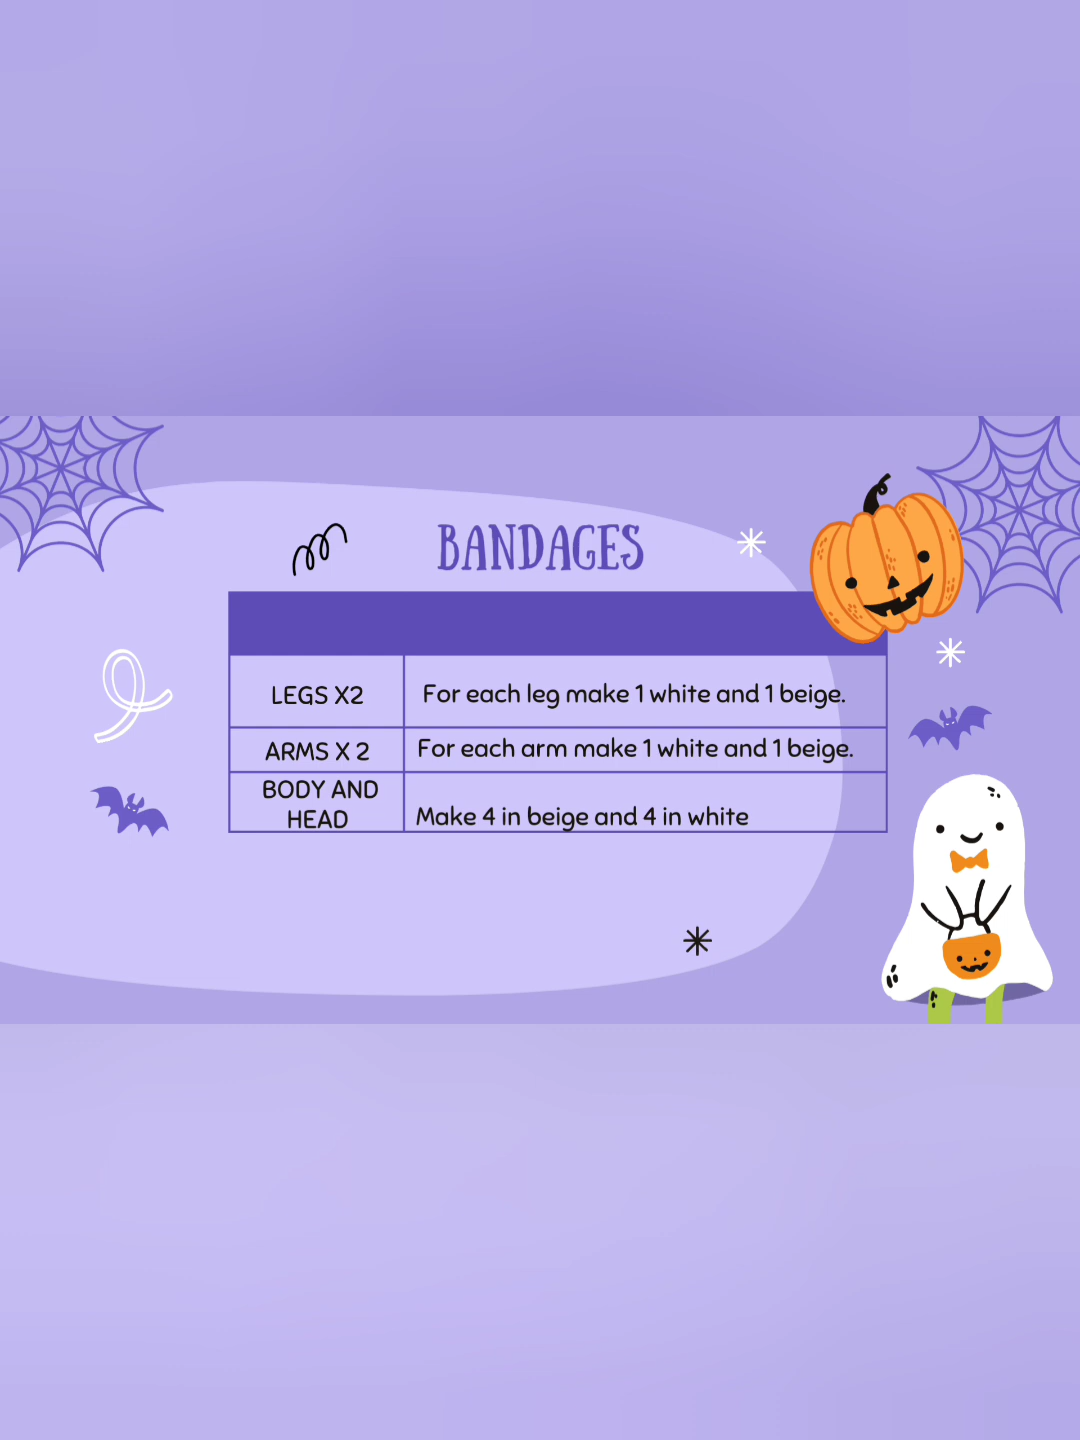 BANDAGES
LEGS X2
For each leg make 1 white and 1 beige.
ARMS X 2
For each arm make 1 white and 1 beige.
BODY AND
HEAD
Make 4 in beige and 4 in white